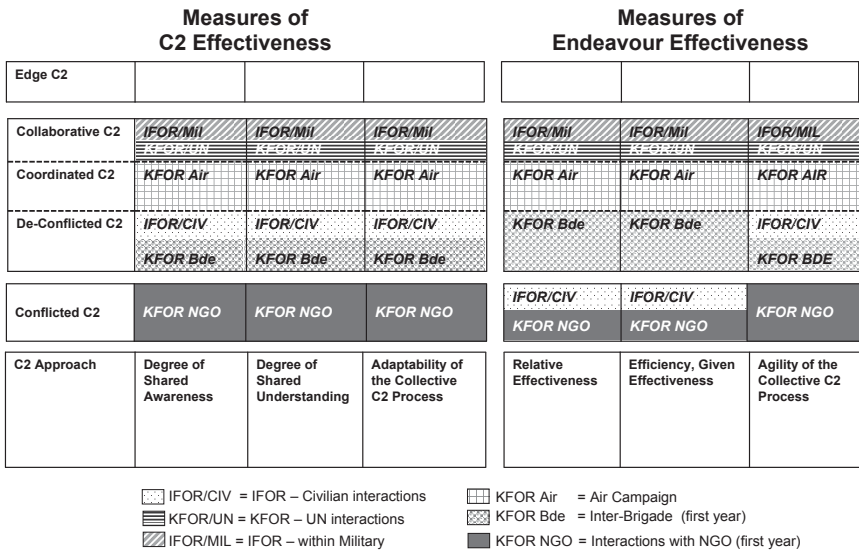 Measures of
C2 Effectiveness
Measures of
Endeavour Effectiveness
Edge C2
Collaborative C2
IFOR/Mil IFOR/Mil IFOR/Mil IFOR/Mil IFOR/Mil IFOR/MIL
KFOR/UN KFOR/UN KFOR/UN KFOR/UN KFOR/UN KFOR/UN
Coordinated C2
KFOR Air KFOR Air KFOR Air KFOR Air KFOR Air KFOR AIR
De-Conflicted C2
IFOR/CIV IFOR/CIV IFOR/CIV KFOR Bde KFOR Bde IFOR/CIV
KFOR Bde KFOR Bde KFOR Bde KFOR BDE
Conflicted C2
KFOR NGO KFOR NGO KFOR NGO
IFOR/CIV IFOR/CIV
KFOR NGO KFOR NGO
KFOR NGO
C2 Approach
Degree of
Shared
Awareness
Degree of
Shared
Understanding
Adaptability of
the Collective
C2 Process
Relative
Effectiveness
Efficiency, Given
Effectiveness
Agility of the
Collective C2
Process
IFOR/CIV = IFOR – Civilian interactions
KFOR/UN = KFOR – UN interactions
IFOR/MIL = IFOR – within Military
KFOR Air = Air Campaign
KFOR Bde = Inter-Brigade (first year)
KFOR NGO = Interactions with NGO (first year)